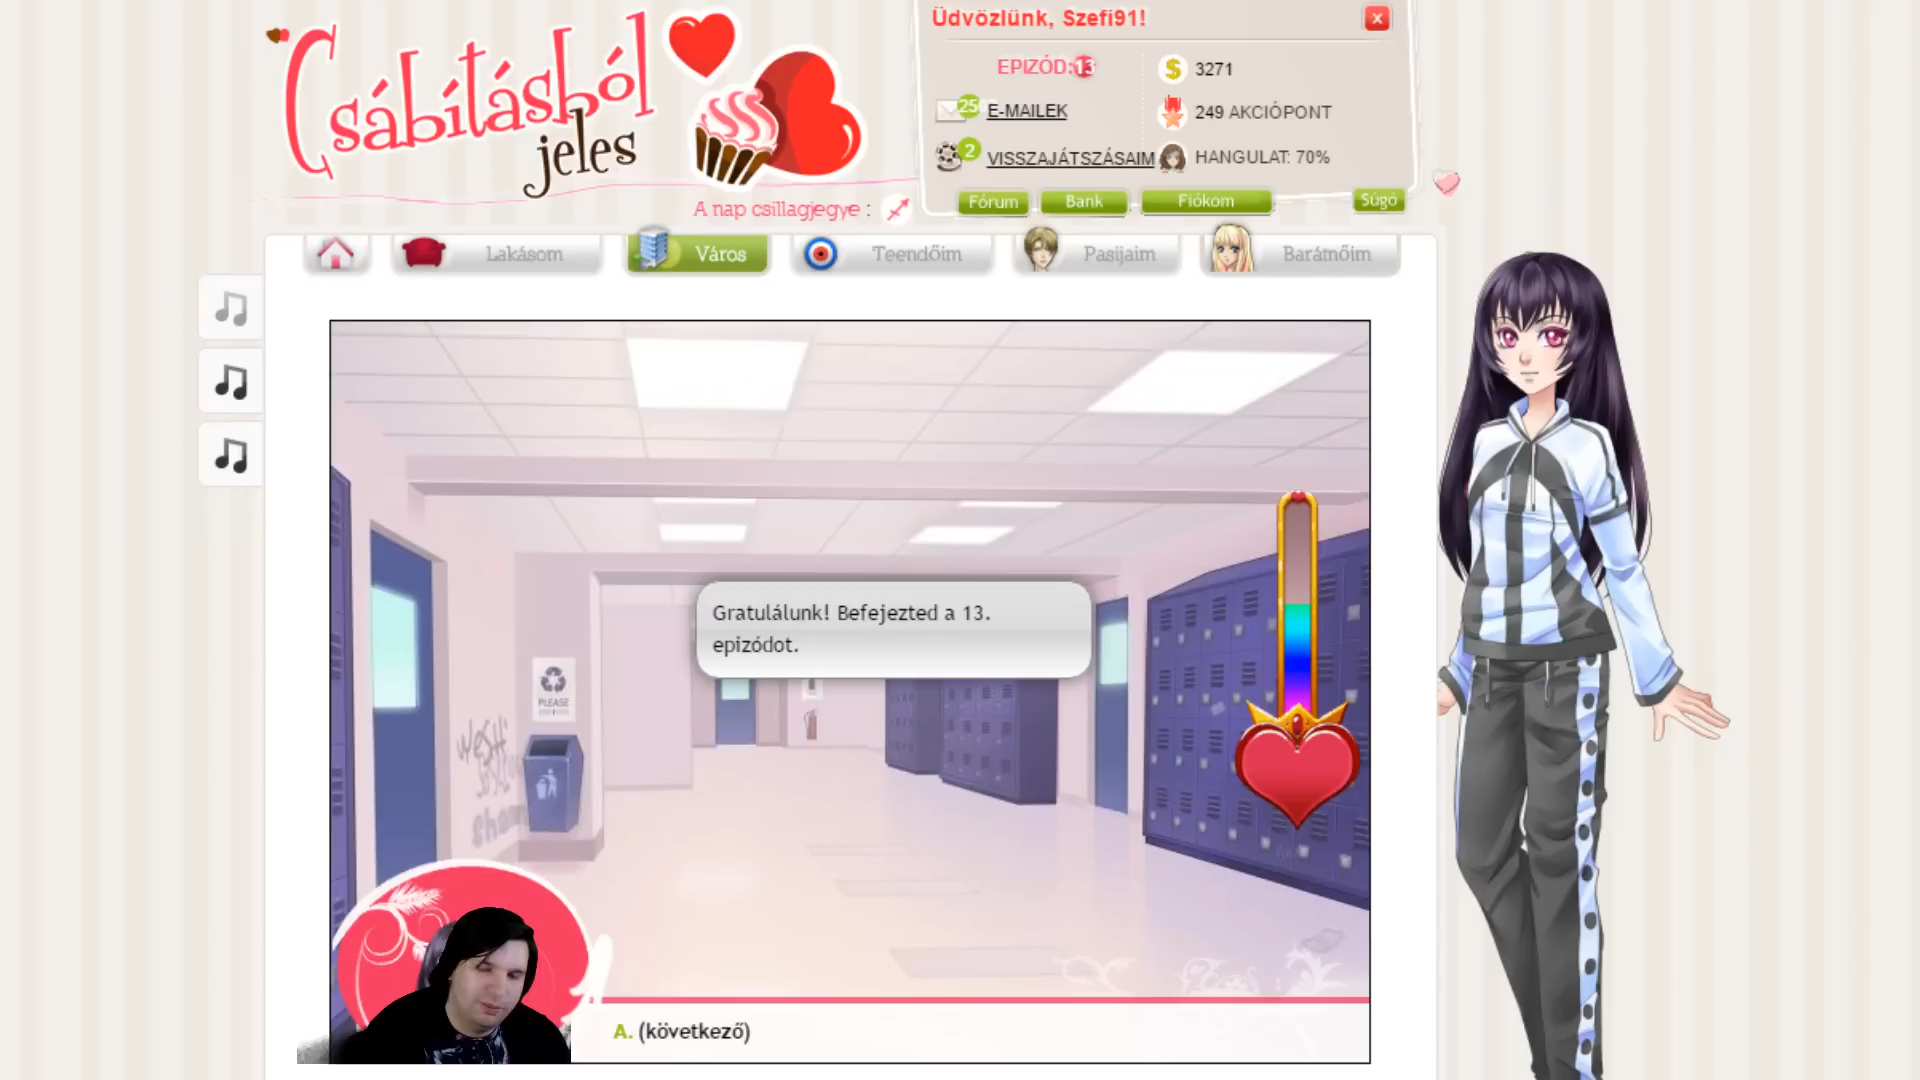 Csábításból
jeles
A nap csillagjegye :
Üdvözlünk, Szefi91!
EPIZÓD: 13
$ 3271
25 E-MAILEK
249 AKCIÓPONT
2 VISSZAJÁTSZÁSAIM
HANGULAT: 70%
Fórum
Bank
Fiókom
Súgó
Lakásom
Város
Teendőim
Pasijaim
Barátnőim
Gratulálunk! Befejezted a 13.
epizódot.
PLEASE
A. (következő)